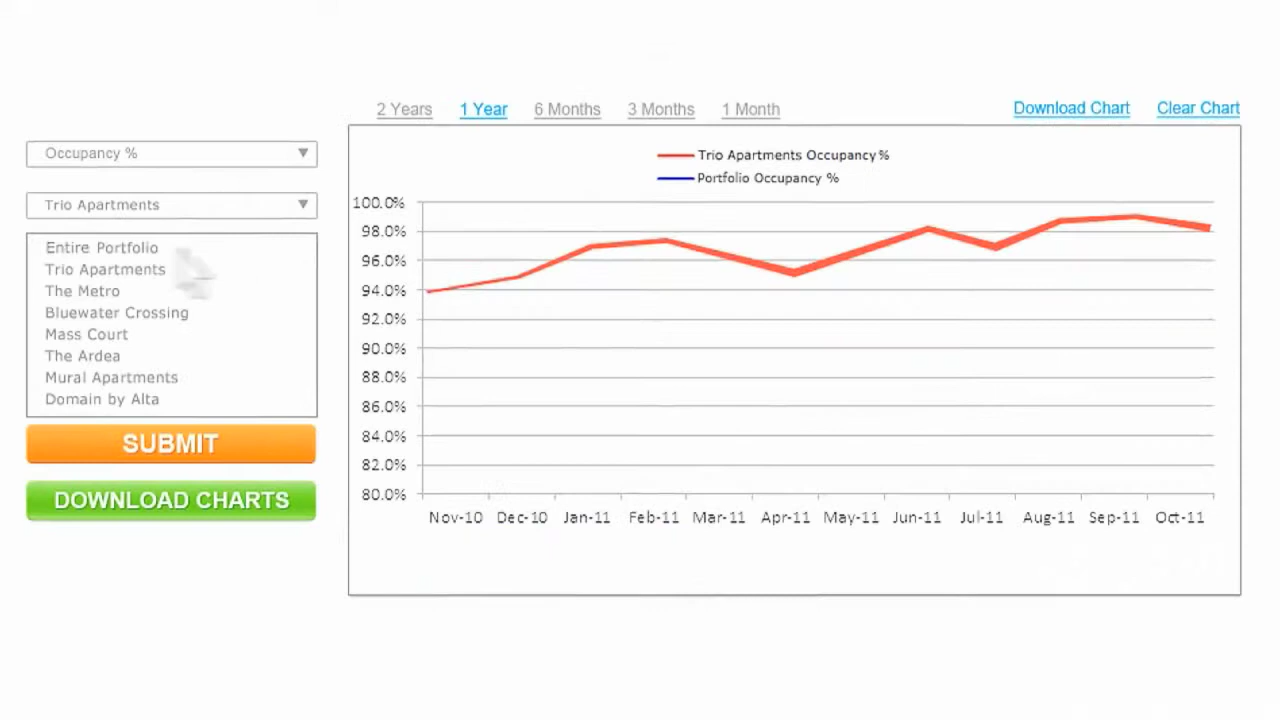 2 Years 1 Year 6 Months 3 Months 1 Month Download Chart Clear Chart
Occupancy %
Trio Apartments
Entire Portfolio
Trio Apartments
The Metro
Bluewater Crossing
Mass Court
The Ardea
Mural Apartments
Domain by Alta
SUBMIT
DOWNLOAD CHARTS
Trio Apartments Occupancy %
Portfolio Occupancy %
100.0%
98.0%
96.0%
94.0%
92.0%
90.0%
88.0%
86.0%
84.0%
82.0%
80.0%
Nov-10 Dec-10 Jan-11 Feb-11 Mar-11 Apr-11 May-11 Jun-11 Jul-11 Aug-11 Sep-11 Oct-11